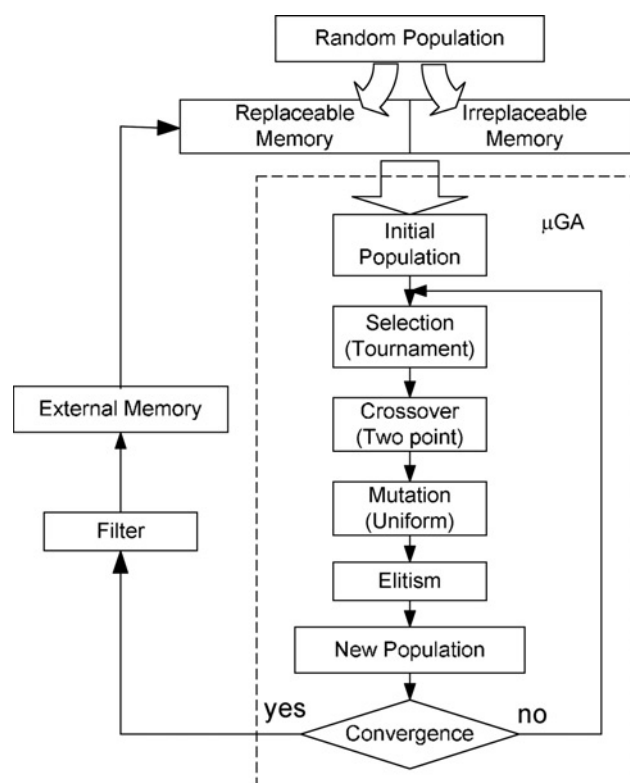 Random Population
Replaceable
Memory
Irreplaceable
Memory
μGA
Initial
Population
Selection
(Tournament)
Crossover
(Two point)
Mutation
(Uniform)
Elitism
New Population
Convergence
yes
no
Filter
External Memory